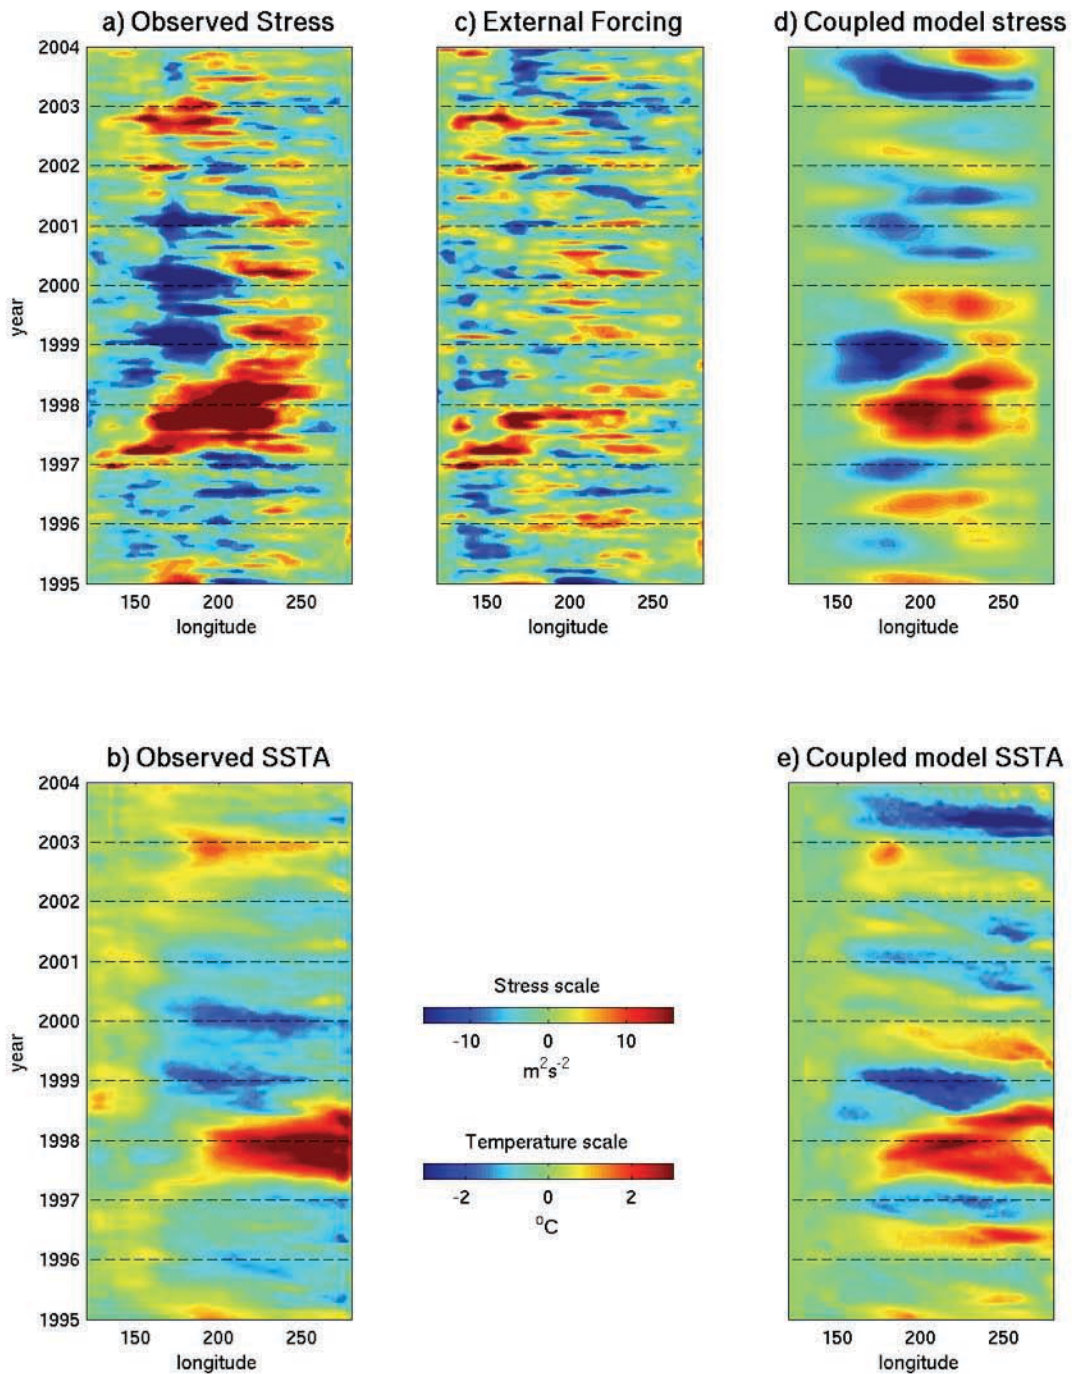 a) Observed Stress
c) External Forcing
d) Coupled model stress
2004
2003
2002
2001
2000
1999
1998
1997
1996
1995
year
150 200 250
longitude
150 200 250
longitude
150 200 250
longitude
b) Observed SSTA
e) Coupled model SSTA
2004
2003
2002
2001
2000
1999
1998
1997
1996
1995
year
150 200 250
longitude
Stress scale
-10 0 10
m²s⁻²
Temperature scale
-2 0 2
⁰C
150 200 250
longitude